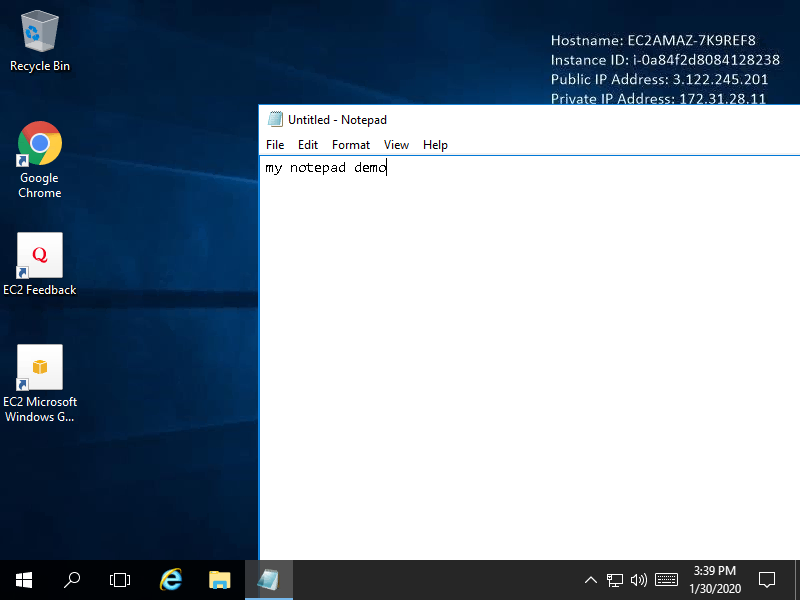 Recycle Bin
Google
Chrome
Q
EC2 Feedback
EC2 Microsoft
Windows G...
Hostname: EC2AMAZ-7K9REF8
Instance ID: i-0a84f2d8084128238
Public IP Address: 3.122.245.201
Private IP Address: 172.31.28.11
Untitled - Notepad
File Edit Format View Help
my notepad demo
3:39 PM
1/30/2020